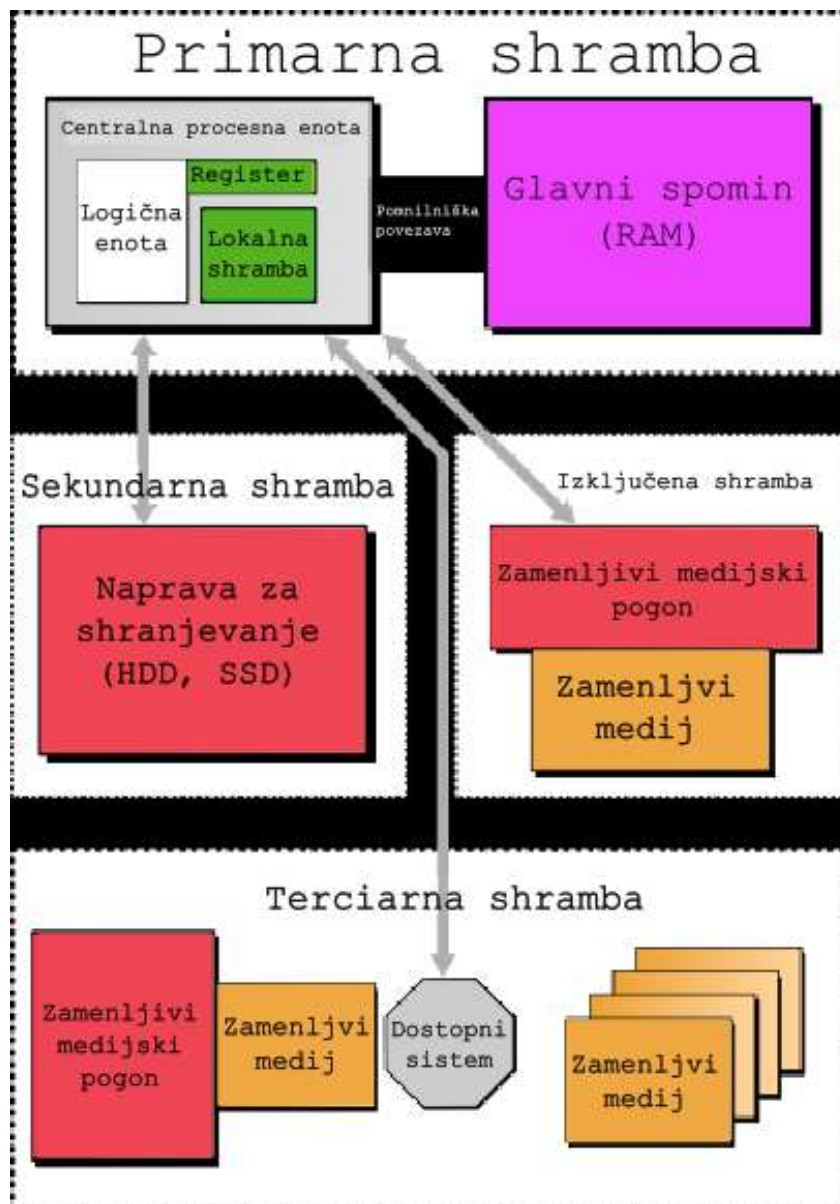 Primarna shramba
Centralna procesna enota
Register
Logična
enota
Lokalna
shramba
Pomnilniška
povezava
Glavni spomin
(RAM)
Sekundarna shramba
Naprava za
shranjevanje
(HDD, SSD)
Izključena shramba
Zamenljivi medijski
pogon
Zamenljvi
medij
Terciarna shramba
Zamenljivi
medijski
pogon
Zamenljvi
medij
Dostopni
sistem
Zamenljvi
medij